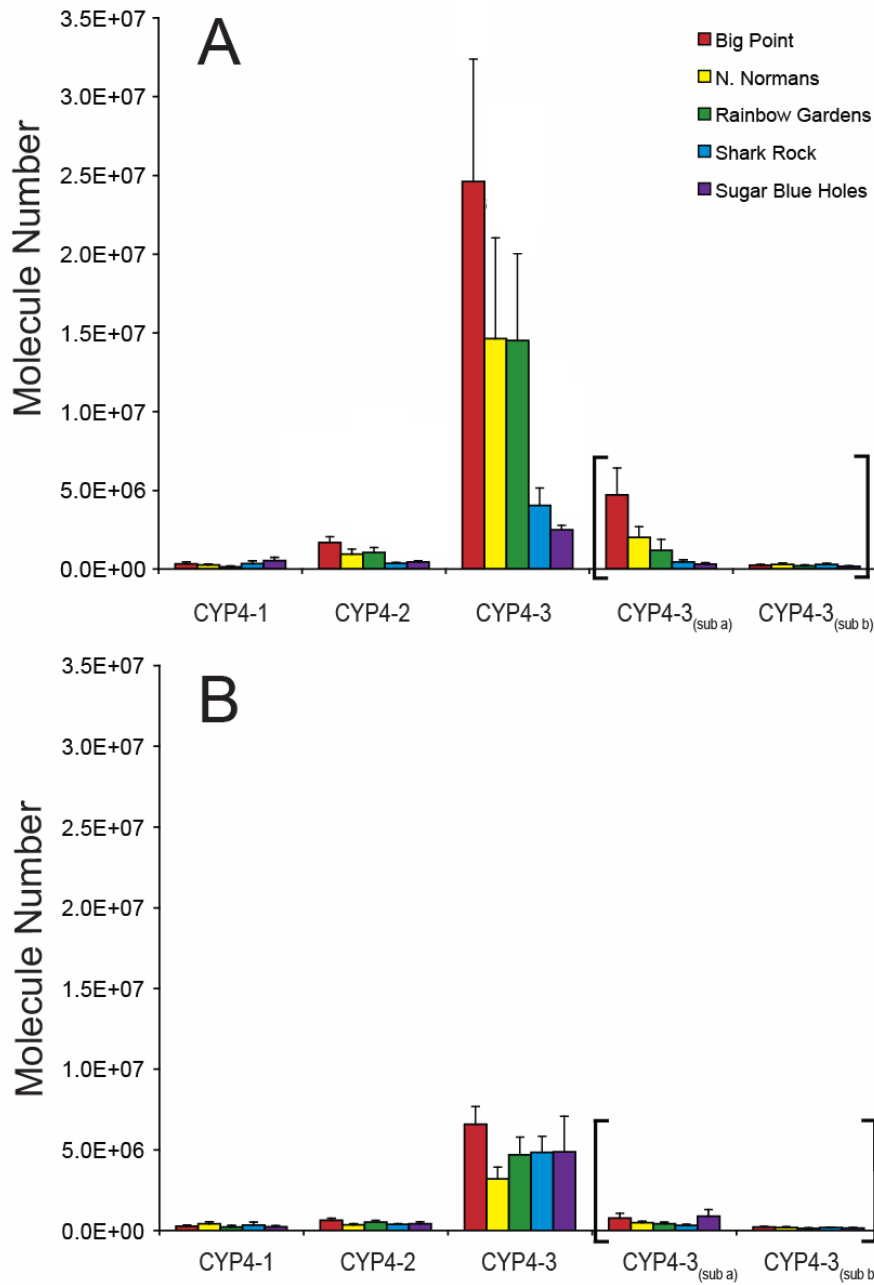 A
3.5E+07
3.0E+07
2.5E+07
2.0E+07
1.5E+07
1.0E+07
5.0E+06
0.0E+00
Molecule Number
Big Point
N. Normans
Rainbow Gardens
Shark Rock
Sugar Blue Holes
CYP4-1 CYP4-2 CYP4-3 CYP4-3(sub a) CYP4-3(sub b)
B
3.5E+07
3.0E+07
2.5E+07
2.0E+07
1.5E+07
1.0E+07
5.0E+06
0.0E+00
Molecule Number
CYP4-1 CYP4-2 CYP4-3 CYP4-3(sub a) CYP4-3(sub b